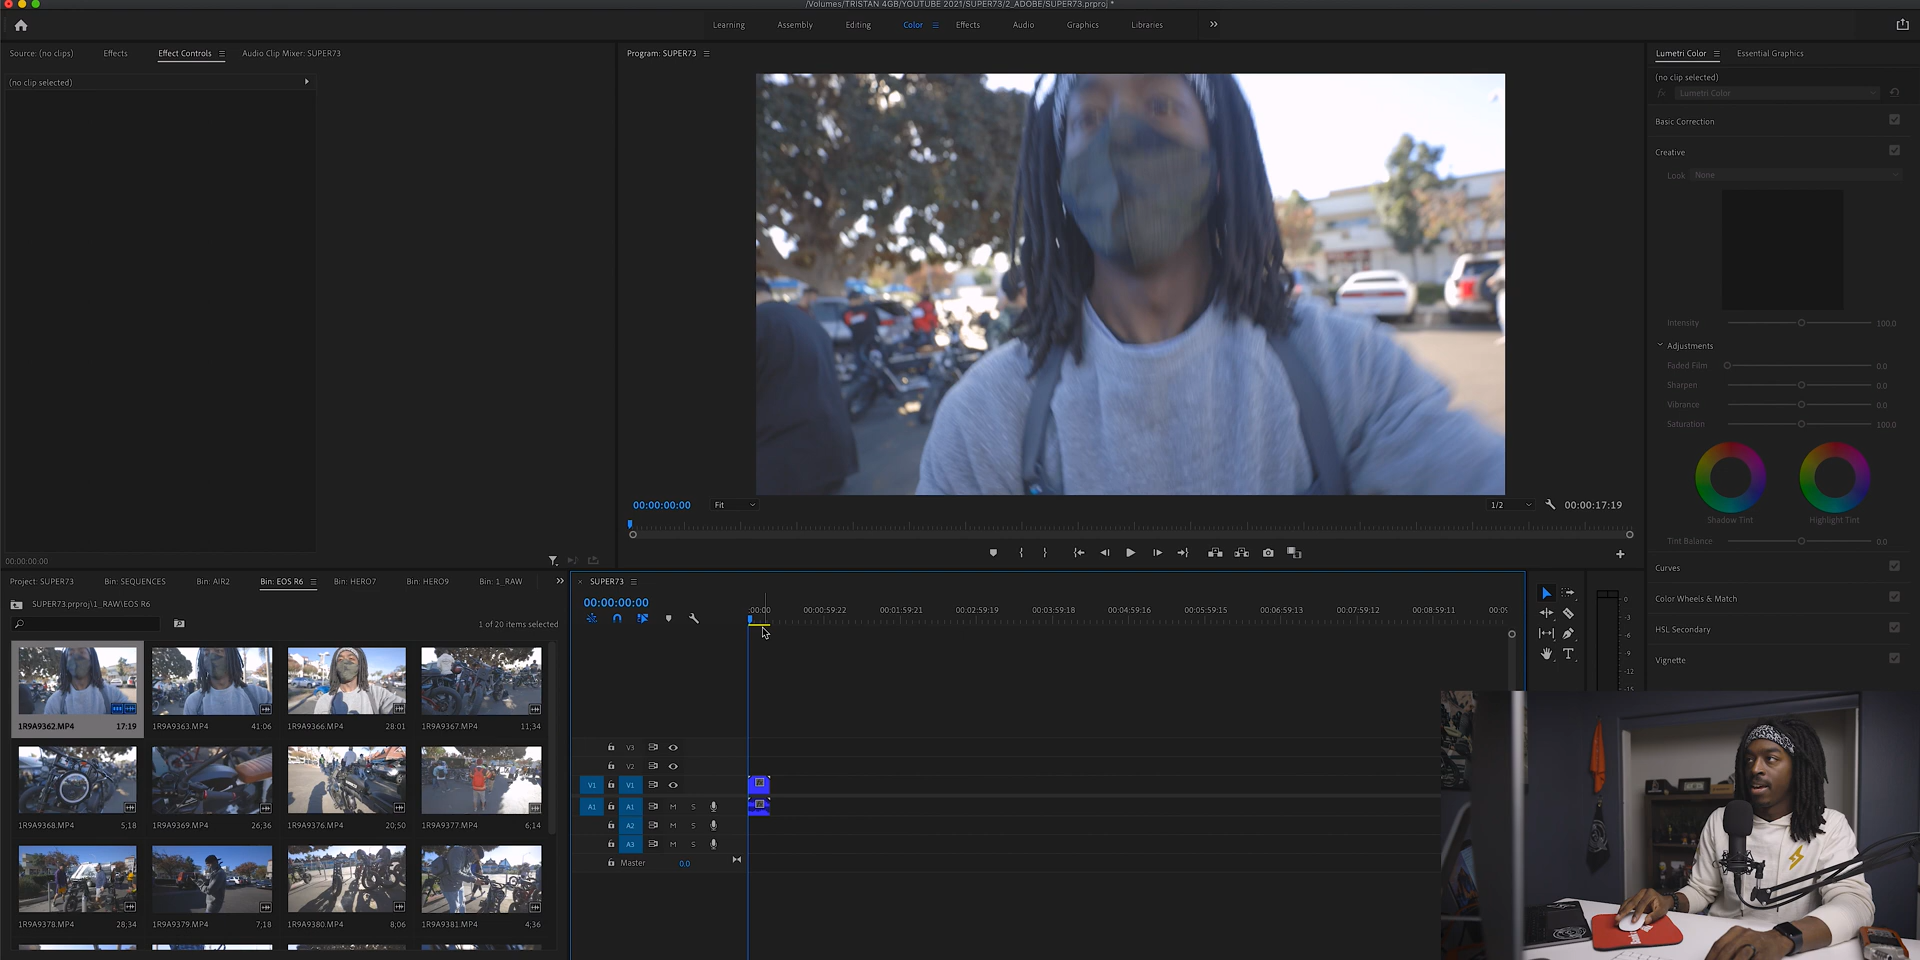 /Volumes/TRISTAN 4GB/YOUTUBE 2021/SUPER73/2_ADOBE/SUPER73.prproj *
Learning Assembly Editing Color Effects Audio Graphics Libraries
Source: (no clips) Effects Effect Controls Audio Clip Mixer: SUPER73
(no clip selected)
00:00:00:00
Program: SUPER73
00:00:00:00 Fit 1/2 00:00:17:19
Lumetri Color Essential Graphics
(no clip selected)
fx Lumetri Color
Basic Correction
Creative
Look None
Intensity 100.0
Adjustments
Faded Film 0.0
Sharpen 0.0
Vibrance 0.0
Saturation 100.0
Shadow Tint Highlight Tint
Tint Balance 0.0
Curves
Color Wheels & Match
HSL Secondary
Vignette
Project: SUPER73 Bin: SEQUENCES Bin: AIR2 Bin: EOS R6 Bin: HERO7 Bin: HERO9 Bin: 1_RAW
SUPER73.prproj\1_RAW\EOS R6
1 of 20 items selected
1R9A9362.MP4 17:19 1R9A9363.MP4 41:06 1R9A9366.MP4 28:01 1R9A9367.MP4 11;34
1R9A9368.MP4 5;18 1R9A9369.MP4 26;36 1R9A9376.MP4 20;50 1R9A9377.MP4 6;14
1R9A9378.MP4 28;34 1R9A9379.MP4 7;18 1R9A9380.MP4 8;06 1R9A9381.MP4 4;36
SUPER73
00:00:00:00
:00:00 00:00:59:22 00:01:59:21 00:02:59:19 00:03:59:18 00:04:59:16 00:05:59:15 00:06:59:13 00:07:59:12 00:08:59:11 00:09
V3
V2
V1 V1
A1 A1 M S
A2 M S
A3 M S
Master 0.0
0
-3
-6
-9
-12
-15